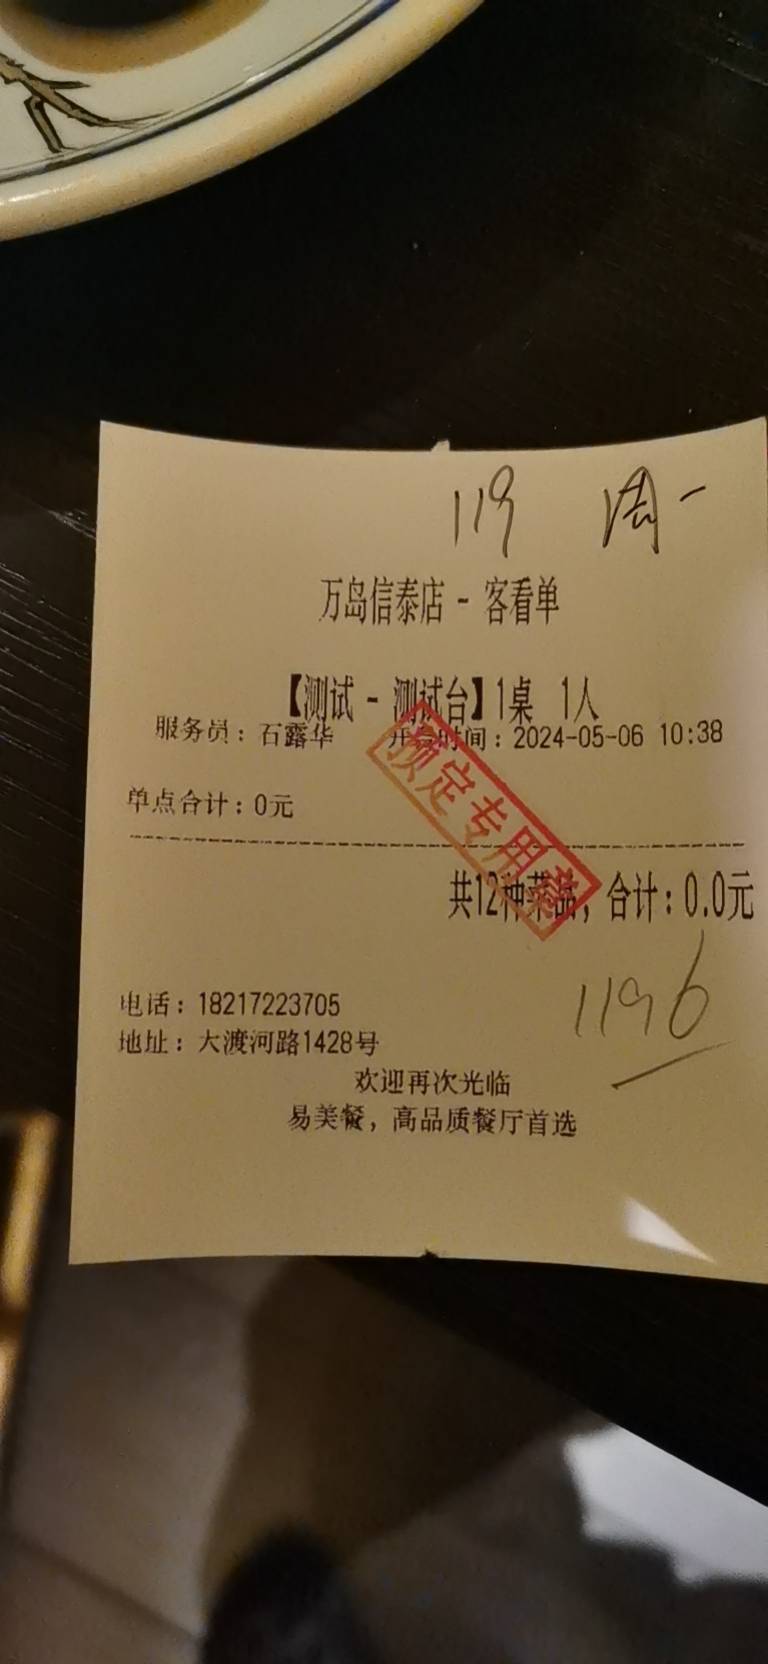 119 周一
万岛信泰店 - 客看单
【测试 - 测试台】1桌 1人
服务员：石露华 开台时间：2024-05-06 10:38
预定专用章
单点合计：0元
共12种菜品，合计：0.0元
1196
电话：18217223705
地址：大渡河路1428号
欢迎再次光临
易美餐，高品质餐厅首选